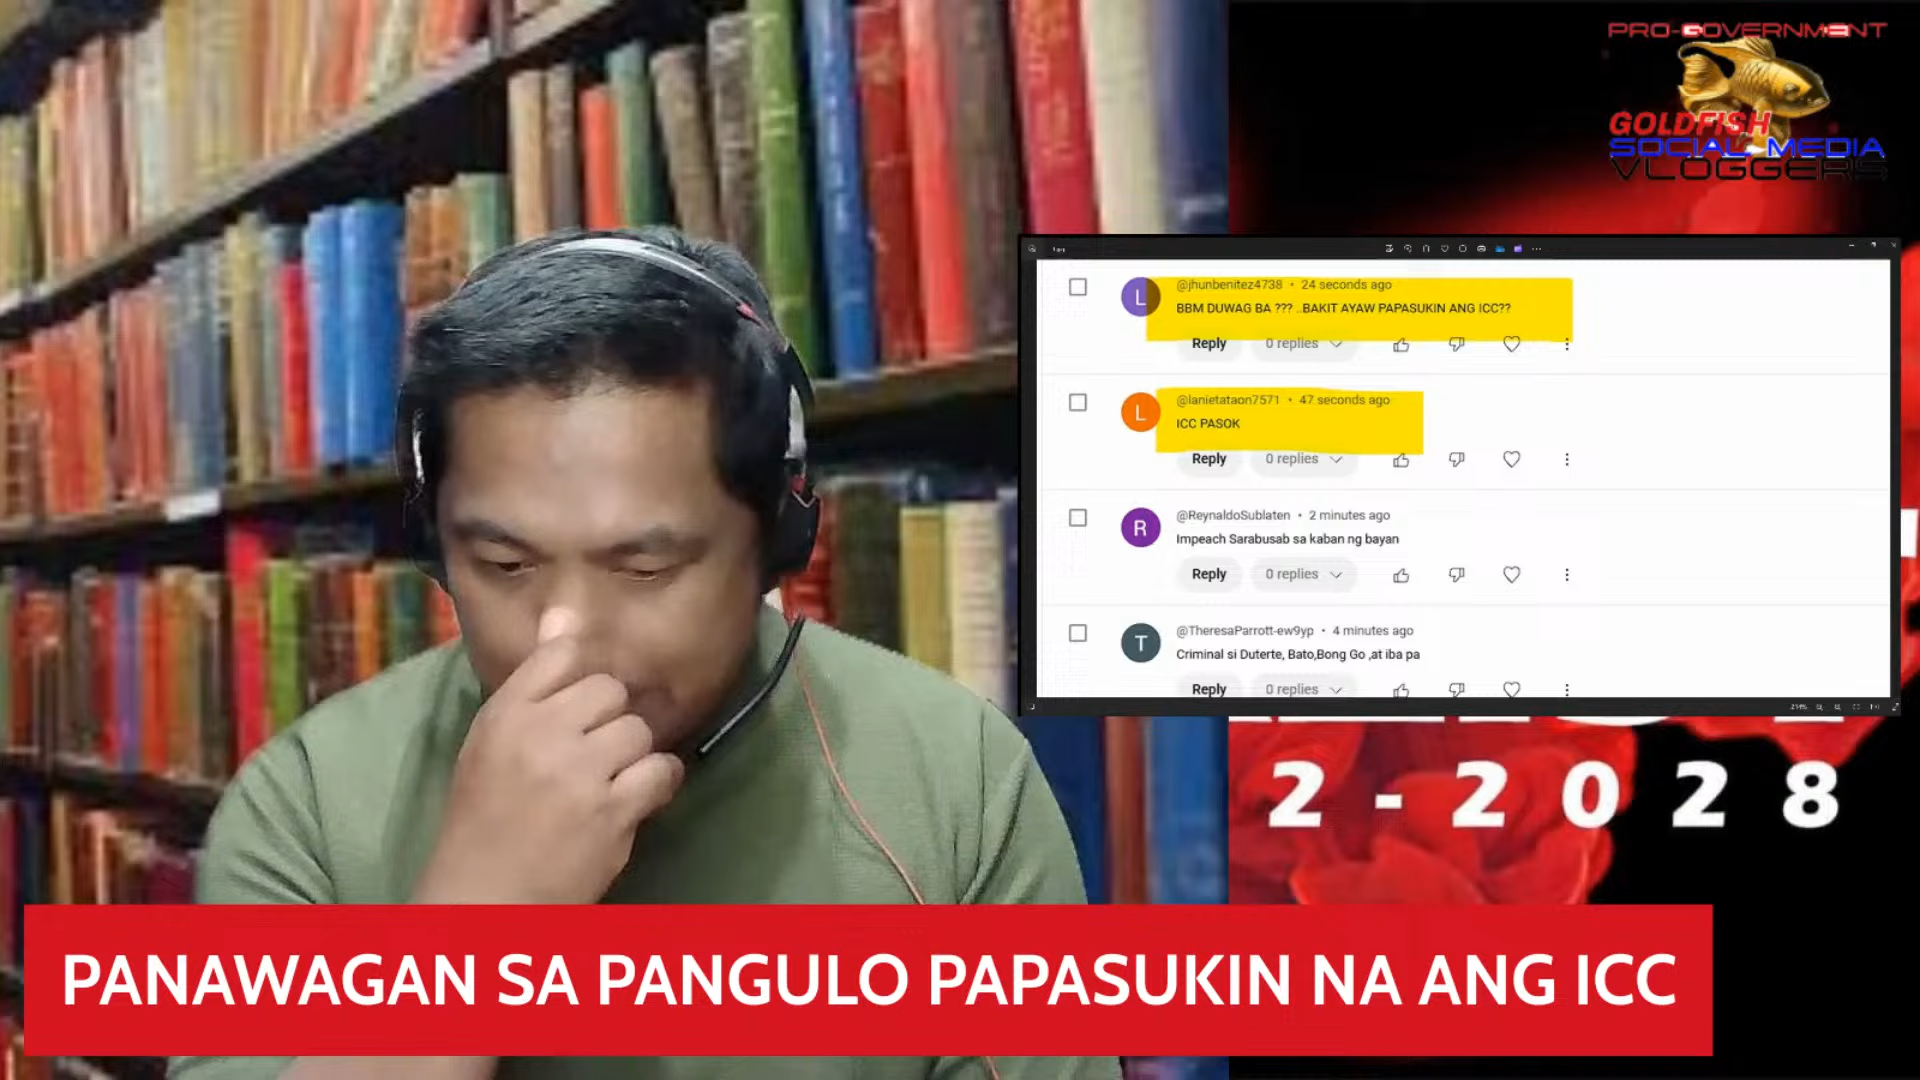 PRO-GOVERNMENT
GOLDFISH
SOCIAL MEDIA
VLOGGERS
@jhunbenitez4738 • 24 seconds ago
BBM DUWAG BA ??? ..BAKIT AYAW PAPASUKIN ANG ICC??
Reply 0 replies
L
@lanietataon7571 • 47 seconds ago
ICC PASOK
Reply 0 replies
L
@ReynaldoSublaten • 2 minutes ago
Impeach Sarabusab sa kaban ng bayan
Reply 0 replies
R
@TheresaParrott-ew9yp • 4 minutes ago
Criminal si Duterte, Bato,Bong Go ,at iba pa
Reply 0 replies
T
2 - 2 0 2 8
PANAWAGAN SA PANGULO PAPASUKIN NA ANG ICC